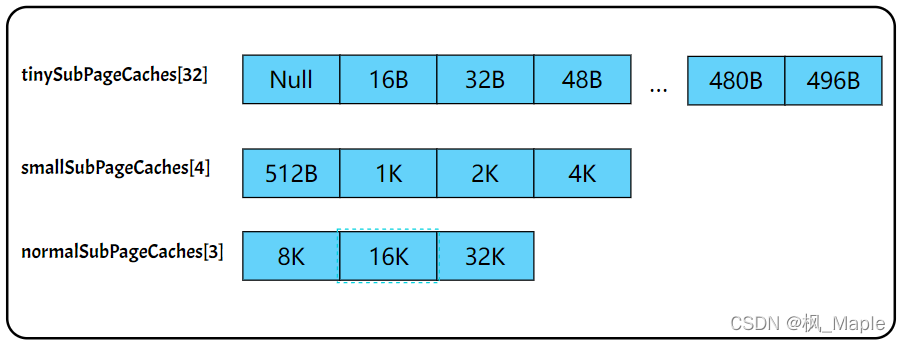 tinySubPageCaches[32] Null 16B 32B 48B ... 480B 496B
smallSubPageCaches[4] 512B 1K 2K 4K
normalSubPageCaches[3] 8K 16K 32K
CSDN @枫_Maple